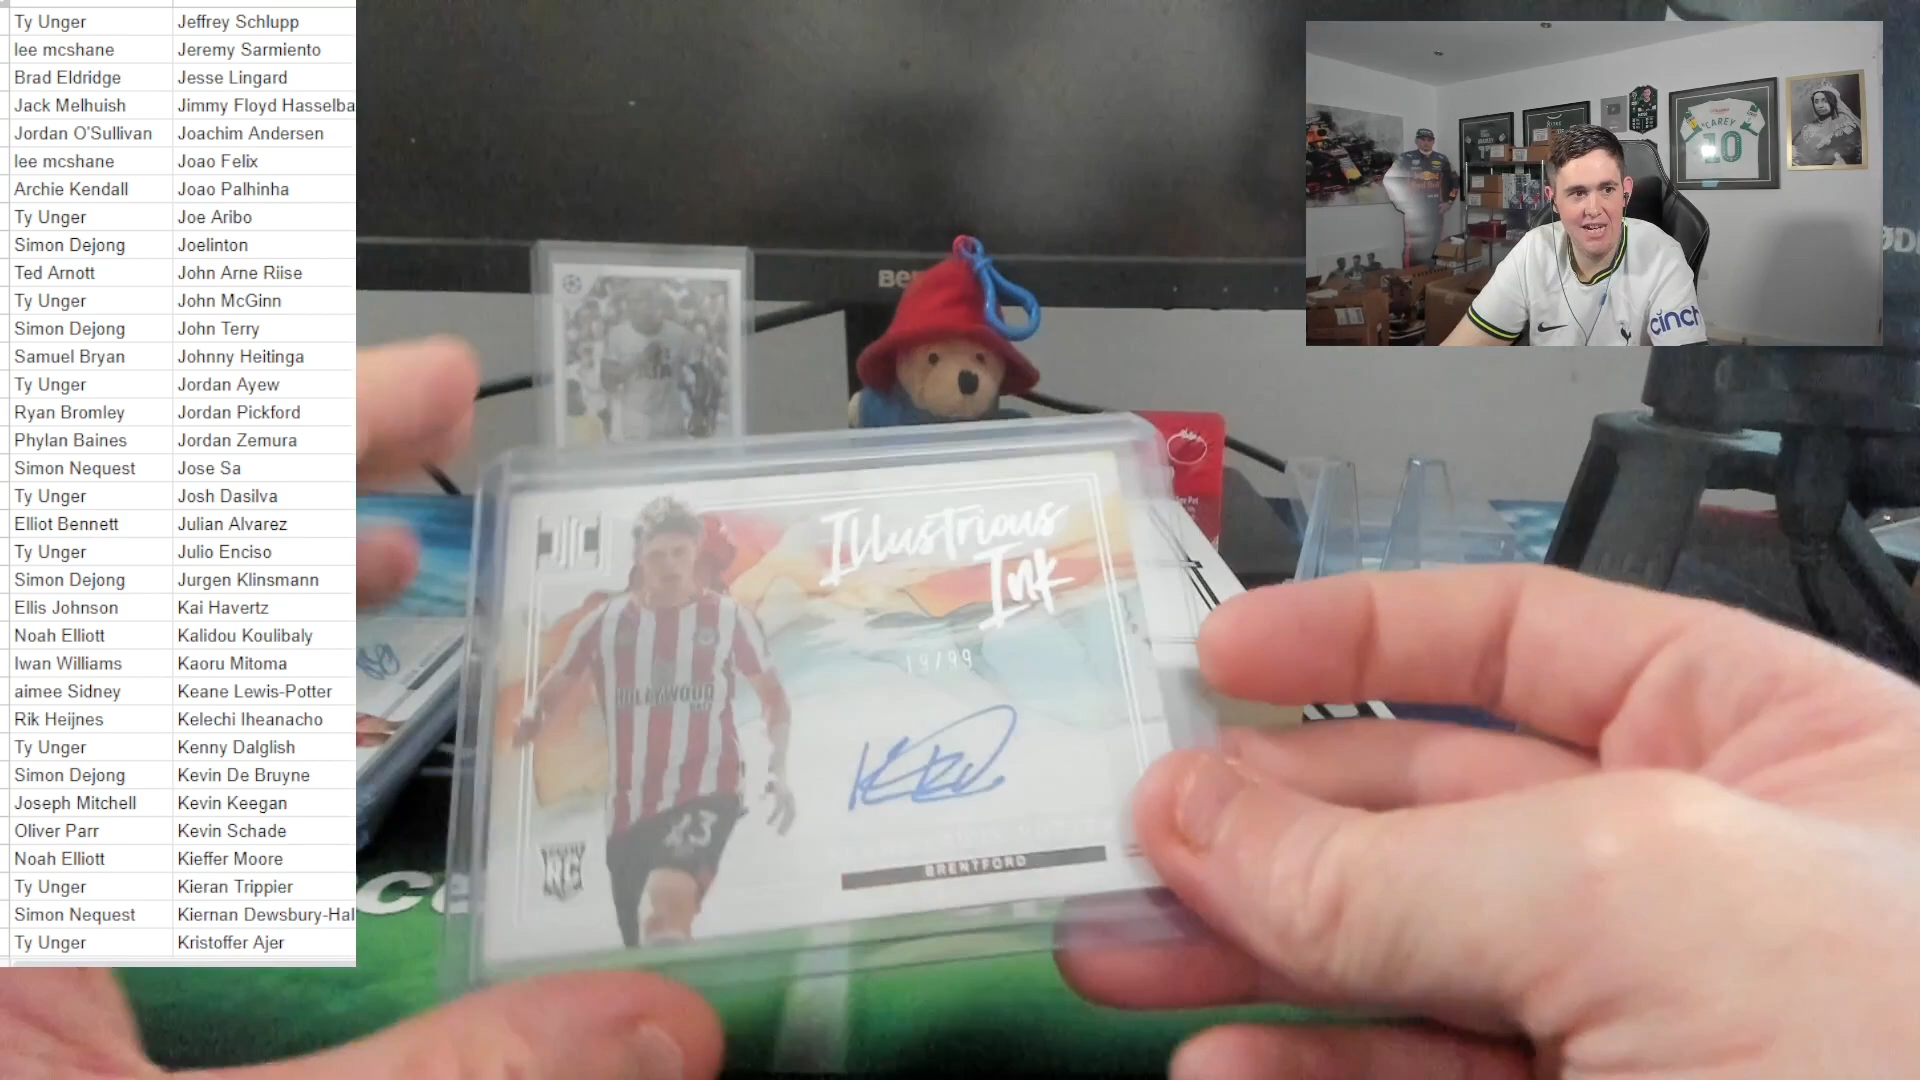 Ty Unger Jeffrey Schlupp
lee mcshane Jeremy Sarmiento
Brad Eldridge Jesse Lingard
Jack Melhuish Jimmy Floyd Hasselba
Jordan O'Sullivan Joachim Andersen
lee mcshane Joao Felix
Archie Kendall Joao Palhinha
Ty Unger Joe Aribo
Simon Dejong Joelinton
Ted Arnott John Arne Riise
Ty Unger John McGinn
Simon Dejong John Terry
Samuel Bryan Johnny Heitinga
Ty Unger Jordan Ayew
Ryan Bromley Jordan Pickford
Phylan Baines Jordan Zemura
Simon Nequest Jose Sa
Ty Unger Josh Dasilva
Elliot Bennett Julian Alvarez
Ty Unger Julio Enciso
Simon Dejong Jurgen Klinsmann
Ellis Johnson Kai Havertz
Noah Elliott Kalidou Koulibaly
Iwan Williams Kaoru Mitoma
aimee Sidney Keane Lewis-Potter
Rik Heijnes Kelechi Iheanacho
Ty Unger Kenny Dalglish
Simon Dejong Kevin De Bruyne
Joseph Mitchell Kevin Keegan
Oliver Parr Kevin Schade
Noah Elliott Kieffer Moore
Ty Unger Kieran Trippier
Simon Nequest Kiernan Dewsbury-Hal
Ty Unger Kristoffer Ajer
Illustrious
Ink
19/99
HOLLYWOOD
BETS
23
BRENTFORD
RC
CAREY
10
cinch